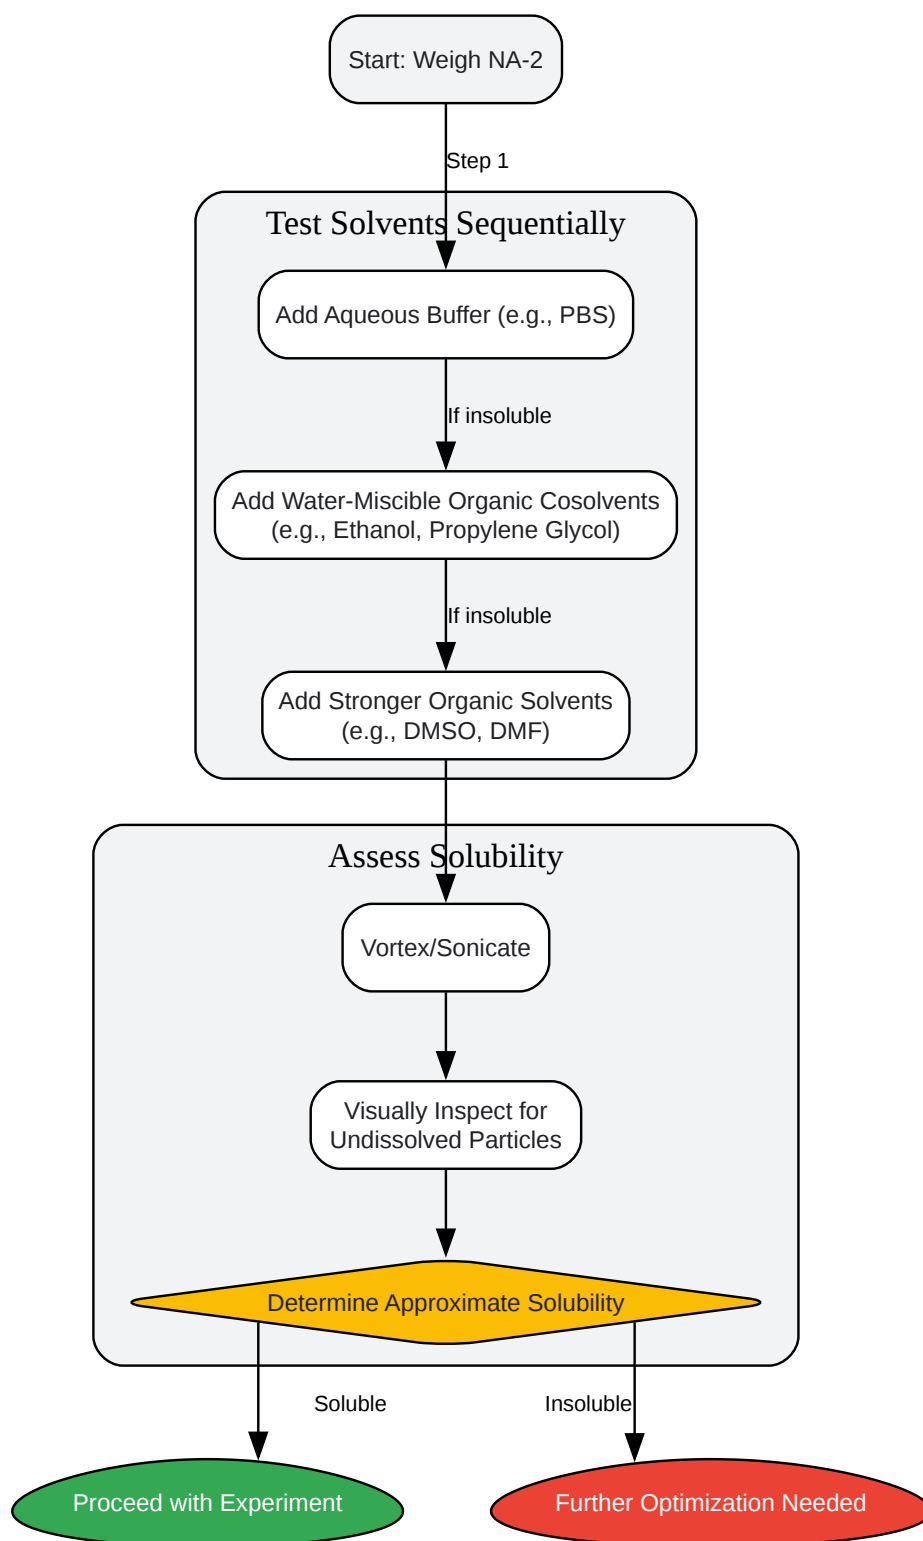 Start: Weigh NA-2
Step 1
Test Solvents Sequentially
Add Aqueous Buffer (e.g., PBS)
If insoluble
Add Water-Miscible Organic Cosolvents
(e.g., Ethanol, Propylene Glycol)
If insoluble
Add Stronger Organic Solvents
(e.g., DMSO, DMF)
Assess Solubility
Vortex/Sonicate
Visually Inspect for
Undissolved Particles
Determine Approximate Solubility
Soluble
Insoluble
Proceed with Experiment
Further Optimization Needed